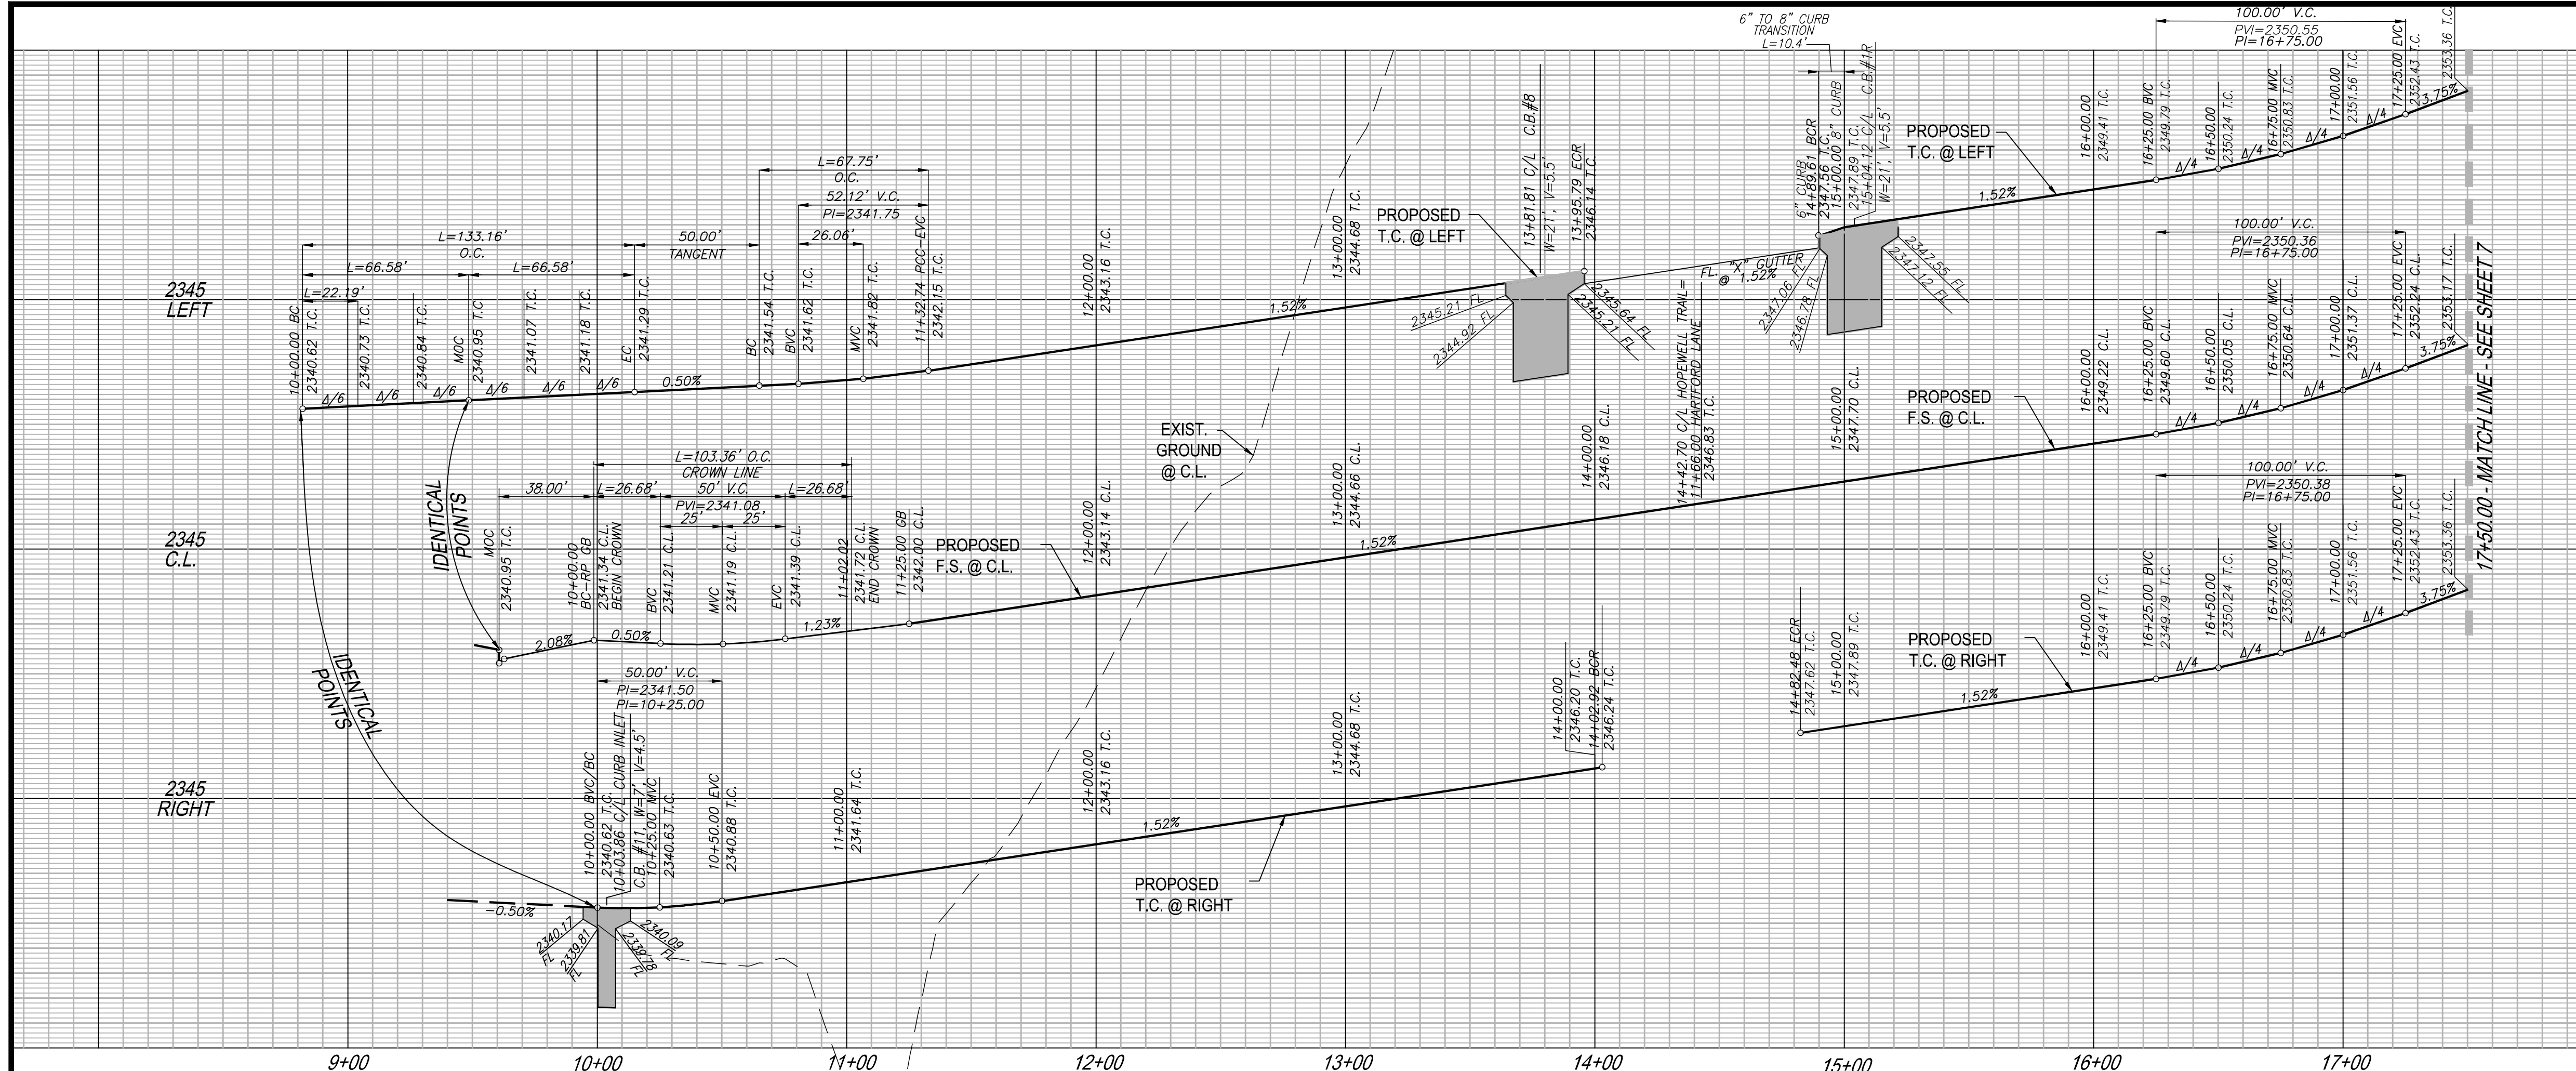 6" TO 8" CURB
TRANSITION
L=10.4'
100.00' V.C.
PVI=2350.55
PI=16+75.00
13+81.81 C/L C.B.#8
W=21', V=5.5'
13+95.79 ECR
2346.14 T.C.
6" CURB
14+89.61 BCR
2347.56 T.C.
15+00.00 8" CURB
2347.89 T.C.
15+04.12 C/L C.B.#1R
W=21', V=5.5'
PROPOSED
T.C. @ LEFT
1.52%
16+00.00
2349.41 T.C.
16+25.00 BVC
2349.79 T.C.
16+50.00
2350.24 T.C.
16+75.00 MVC
2350.83 T.C.
17+00.00
2351.56 T.C.
17+25.00 EVC
2352.43 T.C.
2353.36 T.C.
Δ/4
Δ/4
Δ/4
Δ/4
3.75%
L=67.75'
O.C.
52.12' V.C.
PI=2341.75
26.06'
L=133.16'
O.C.
50.00'
TANGENT
L=66.58'
L=66.58'
L=22.19'
2345
LEFT
10+00.00 BC
2340.62 T.C.
2340.73 T.C.
2340.84 T.C.
MOC
2340.95 T.C
2341.07 T.C.
2341.18 T.C.
EC
2341.29 T.C.
BC
2341.54 T.C.
BVC
2341.62 T.C.
MVC
2341.82 T.C.
11+32.74 PCC-EVC
2342.15 T.C.
12+00.00
2343.16 T.C.
13+00.00
2344.68 T.C.
Δ/6
Δ/6
Δ/6
Δ/6
Δ/6
Δ/6
0.50%
1.52%
PROPOSED
T.C. @ LEFT
2345.21 FL
2344.92 FL
2345.64 FL
2345.21 FL
FL. "X" GUTTER
@ 1.52%
2347.06 FL
2346.78 FL
2347.55 FL
2347.12 FL
100.00' V.C.
PVI=2350.36
PI=16+75.00
17+50.00 - MATCH LINE - SEE SHEET 7
IDENTICAL
POINTS
2345
C.L.
L=103.36' O.C.
CROWN LINE
38.00'
L=26.68'
50' V.C.
L=26.68'
PVI=2341.08
25'
25'
MOC
2340.95 T.C.
10+00.00
BC-RP GB
2341.34 C.L.
BEGIN CROWN
BVC
2341.21 C.L.
MVC
2341.19 C.L.
EVC
2341.39 C.L.
11+02.02
2341.72 C.L.
END CROWN
11+25.00 GB
2342.00 C.L.
PROPOSED
F.S. @ C.L.
EXIST.
GROUND
@ C.L.
12+00.00
2343.14 C.L.
13+00.00
2344.66 C.L.
14+00.00
2346.18 C.L.
14+42.70 C/L HOPEWELL TRAIL=
11+66.00 HARTFORD LANE
2346.83 T.C.
15+00.00
2347.70 C.L.
PROPOSED
F.S. @ C.L.
16+00.00
2349.22 C.L.
16+25.00 BVC
2349.60 C.L.
16+50.00
2350.05 C.L.
16+75.00 MVC
2350.64 C.L.
17+00.00
2351.37 C.L.
17+25.00 EVC
2352.24 C.L.
2353.17 T.C.
Δ/4
Δ/4
Δ/4
Δ/4
3.75%
2.08%
0.50%
1.23%
1.52%
100.00' V.C.
PVI=2350.38
PI=16+75.00
IDENTICAL
POINTS
2345
RIGHT
50.00' V.C.
PI=2341.50
PI=10+25.00
10+00.00 BVC/BC
2340.62 T.C.
10+03.86 C/L CURB INLET
C.B. #11, W=7', V=4.5'
10+25.00 MVC
2340.63 T.C.
10+50.00 EVC
2340.88 T.C.
11+00.00
2341.64 T.C.
12+00.00
2343.16 T.C.
13+00.00
2344.68 T.C.
14+00.00
2346.20 T.C.
14+02.92 BCR
2346.24 T.C.
14+82.48 ECR
2347.62 T.C.
15+00.00
2347.89 T.C.
PROPOSED
T.C. @ RIGHT
1.52%
16+00.00
2349.41 T.C.
16+25.00 BVC
2349.79 T.C.
16+50.00
2350.24 T.C.
16+75.00 MVC
2350.83 T.C.
17+00.00
2351.56 T.C.
17+25.00 EVC
2352.43 T.C.
2353.36 T.C.
Δ/4
Δ/4
Δ/4
Δ/4
3.75%
1.52%
PROPOSED
T.C. @ RIGHT
-0.50%
2340.17
FL
2339.81
FL
2339.78
FL
2340.09
FL
9+00
10+00
11+00
12+00
13+00
14+00
15+00
16+00
17+00